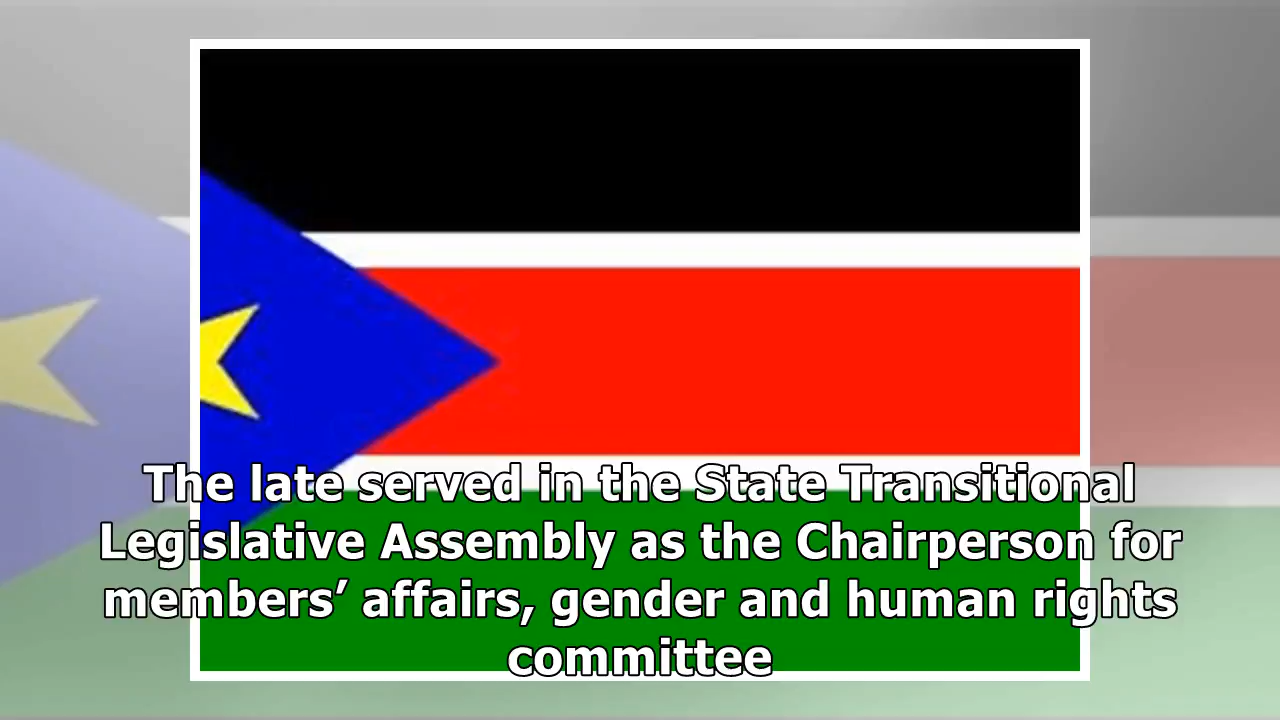 The late served in the State Transitional
Legislative Assembly as the Chairperson for
members’ affairs, gender and human rights
committee